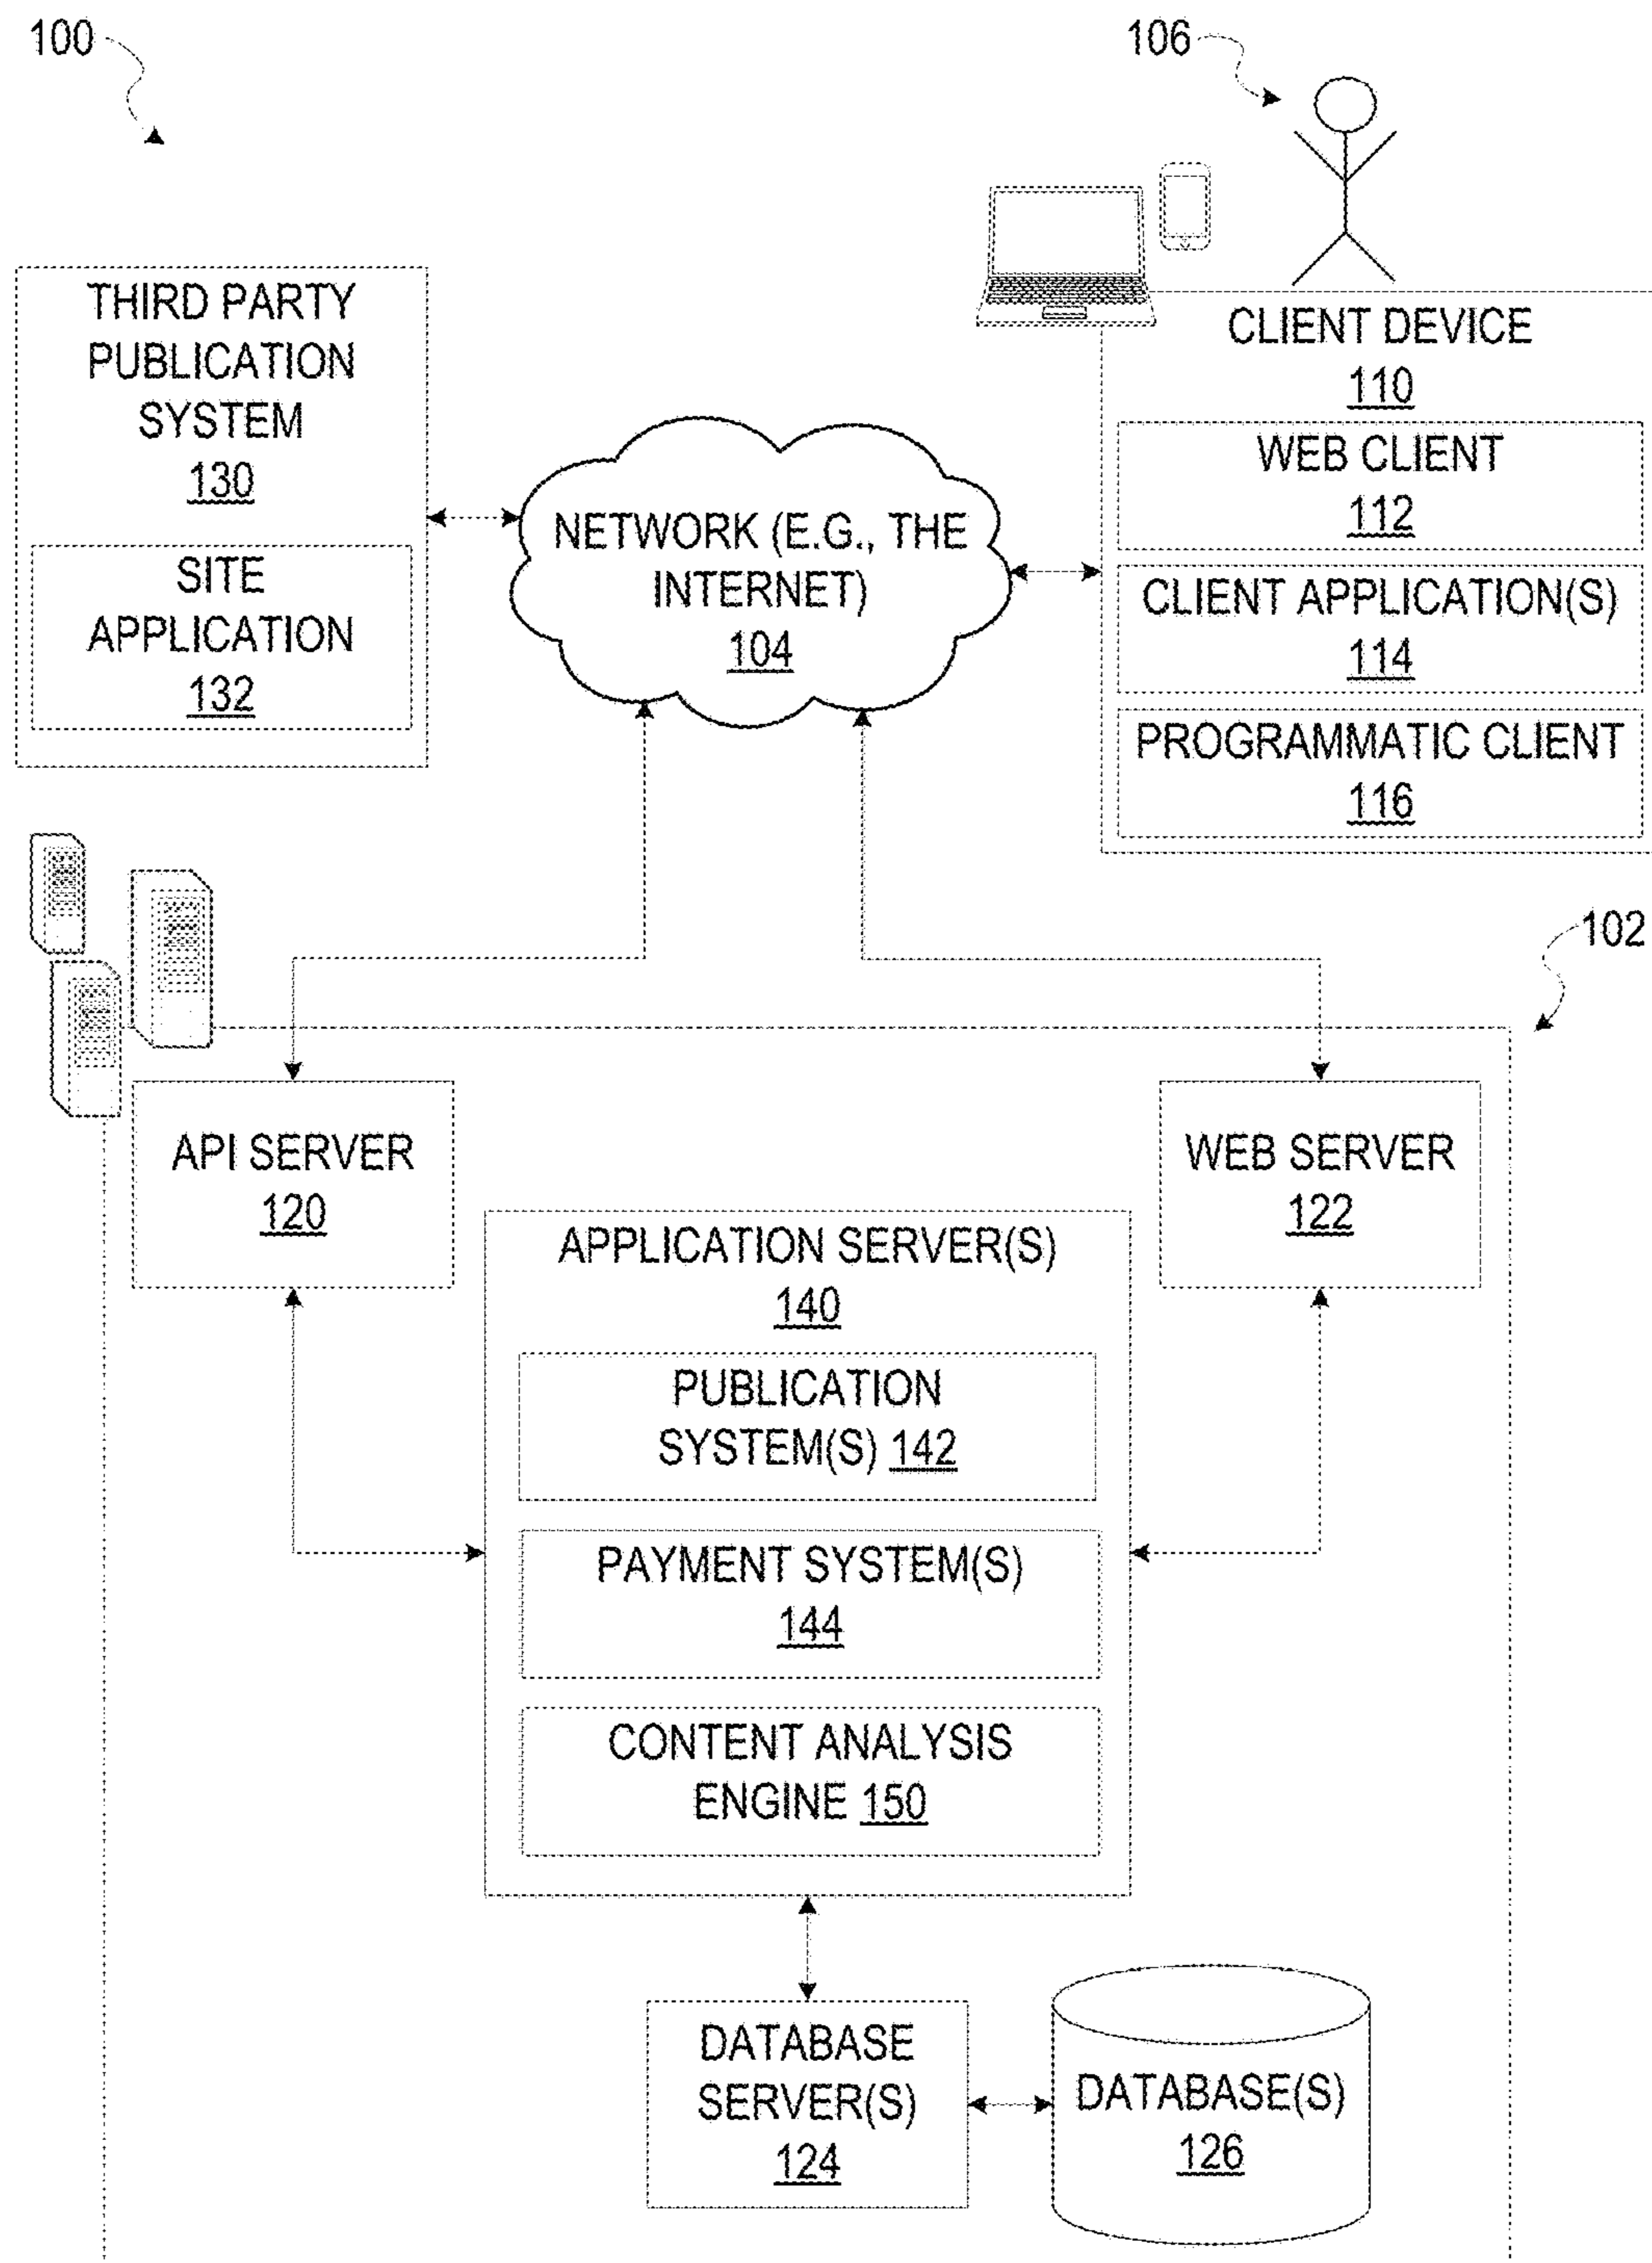 100
106
THIRD PARTY
PUBLICATION
SYSTEM
130
SITE
APPLICATION
132
NETWORK (E.G., THE
INTERNET)
104
CLIENT DEVICE
110
WEB CLIENT
112
CLIENT APPLICATION(S)
114
PROGRAMMATIC CLIENT
116
102
API SERVER
120
WEB SERVER
122
APPLICATION SERVER(S)
140
PUBLICATION
SYSTEM(S) 142
PAYMENT SYSTEM(S)
144
CONTENT ANALYSIS
ENGINE 150
DATABASE
SERVER(S)
124
DATABASE(S)
126